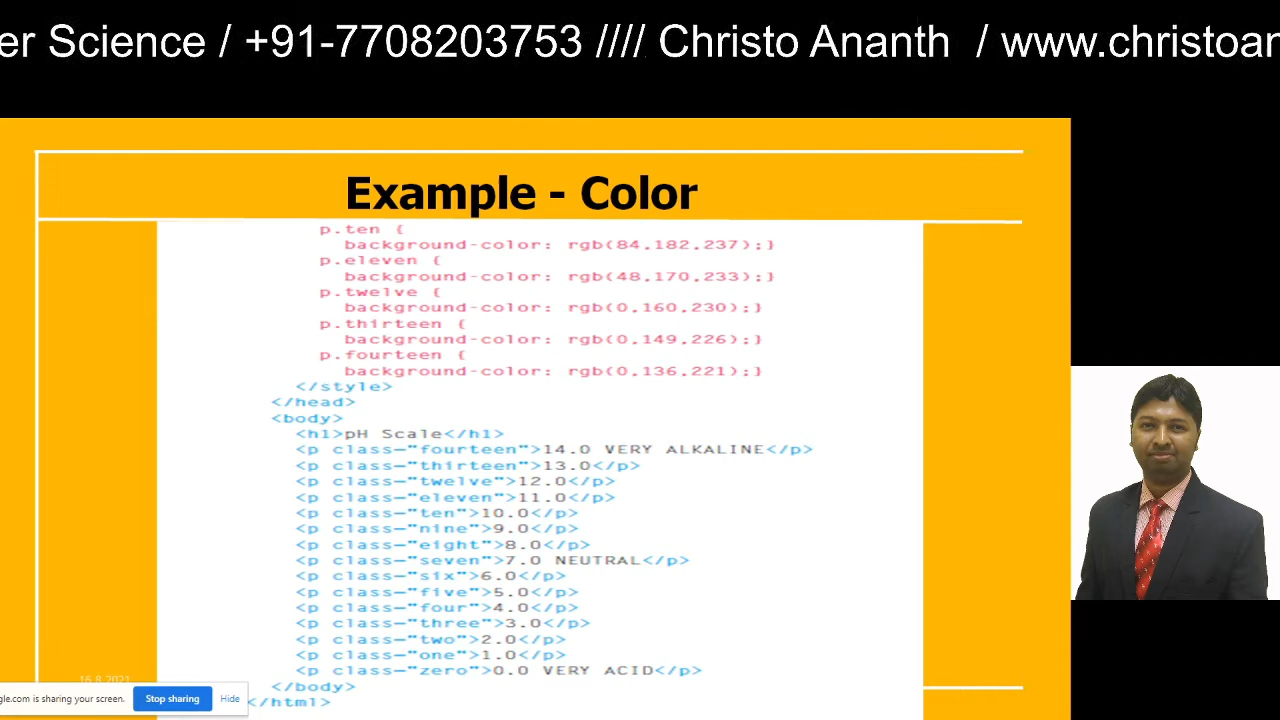 er Science / +91-7708203753 //// Christo Ananth / www.christoan
Example - Color
p.ten {
background-color: rgb(84,182,237);}
p.eleven {
background-color: rgb(48,170,233);}
p.twelve {
background-color: rgb(0,160,230);}
p.thirteen {
background-color: rgb(0,149,226);}
p.fourteen {
background-color: rgb(0,136,221);}
</style>
</head>
<body>
<h1>pH Scale</h1>
<p class="fourteen">14.0 VERY ALKALINE</p>
<p class="thirteen">13.0</p>
<p class="twelve">12.0</p>
<p class="eleven">11.0</p>
<p class="ten">10.0</p>
<p class="nine">9.0</p>
<p class="eight">8.0</p>
<p class="seven">7.0 NEUTRAL</p>
<p class="six">6.0</p>
<p class="five">5.0</p>
<p class="four">4.0</p>
<p class="three">3.0</p>
<p class="two">2.0</p>
<p class="one">1.0</p>
<p class="zero">0.0 VERY ACID</p>
</body>
</html>
16.8.2021
gle.com is sharing your screen. Stop sharing Hide